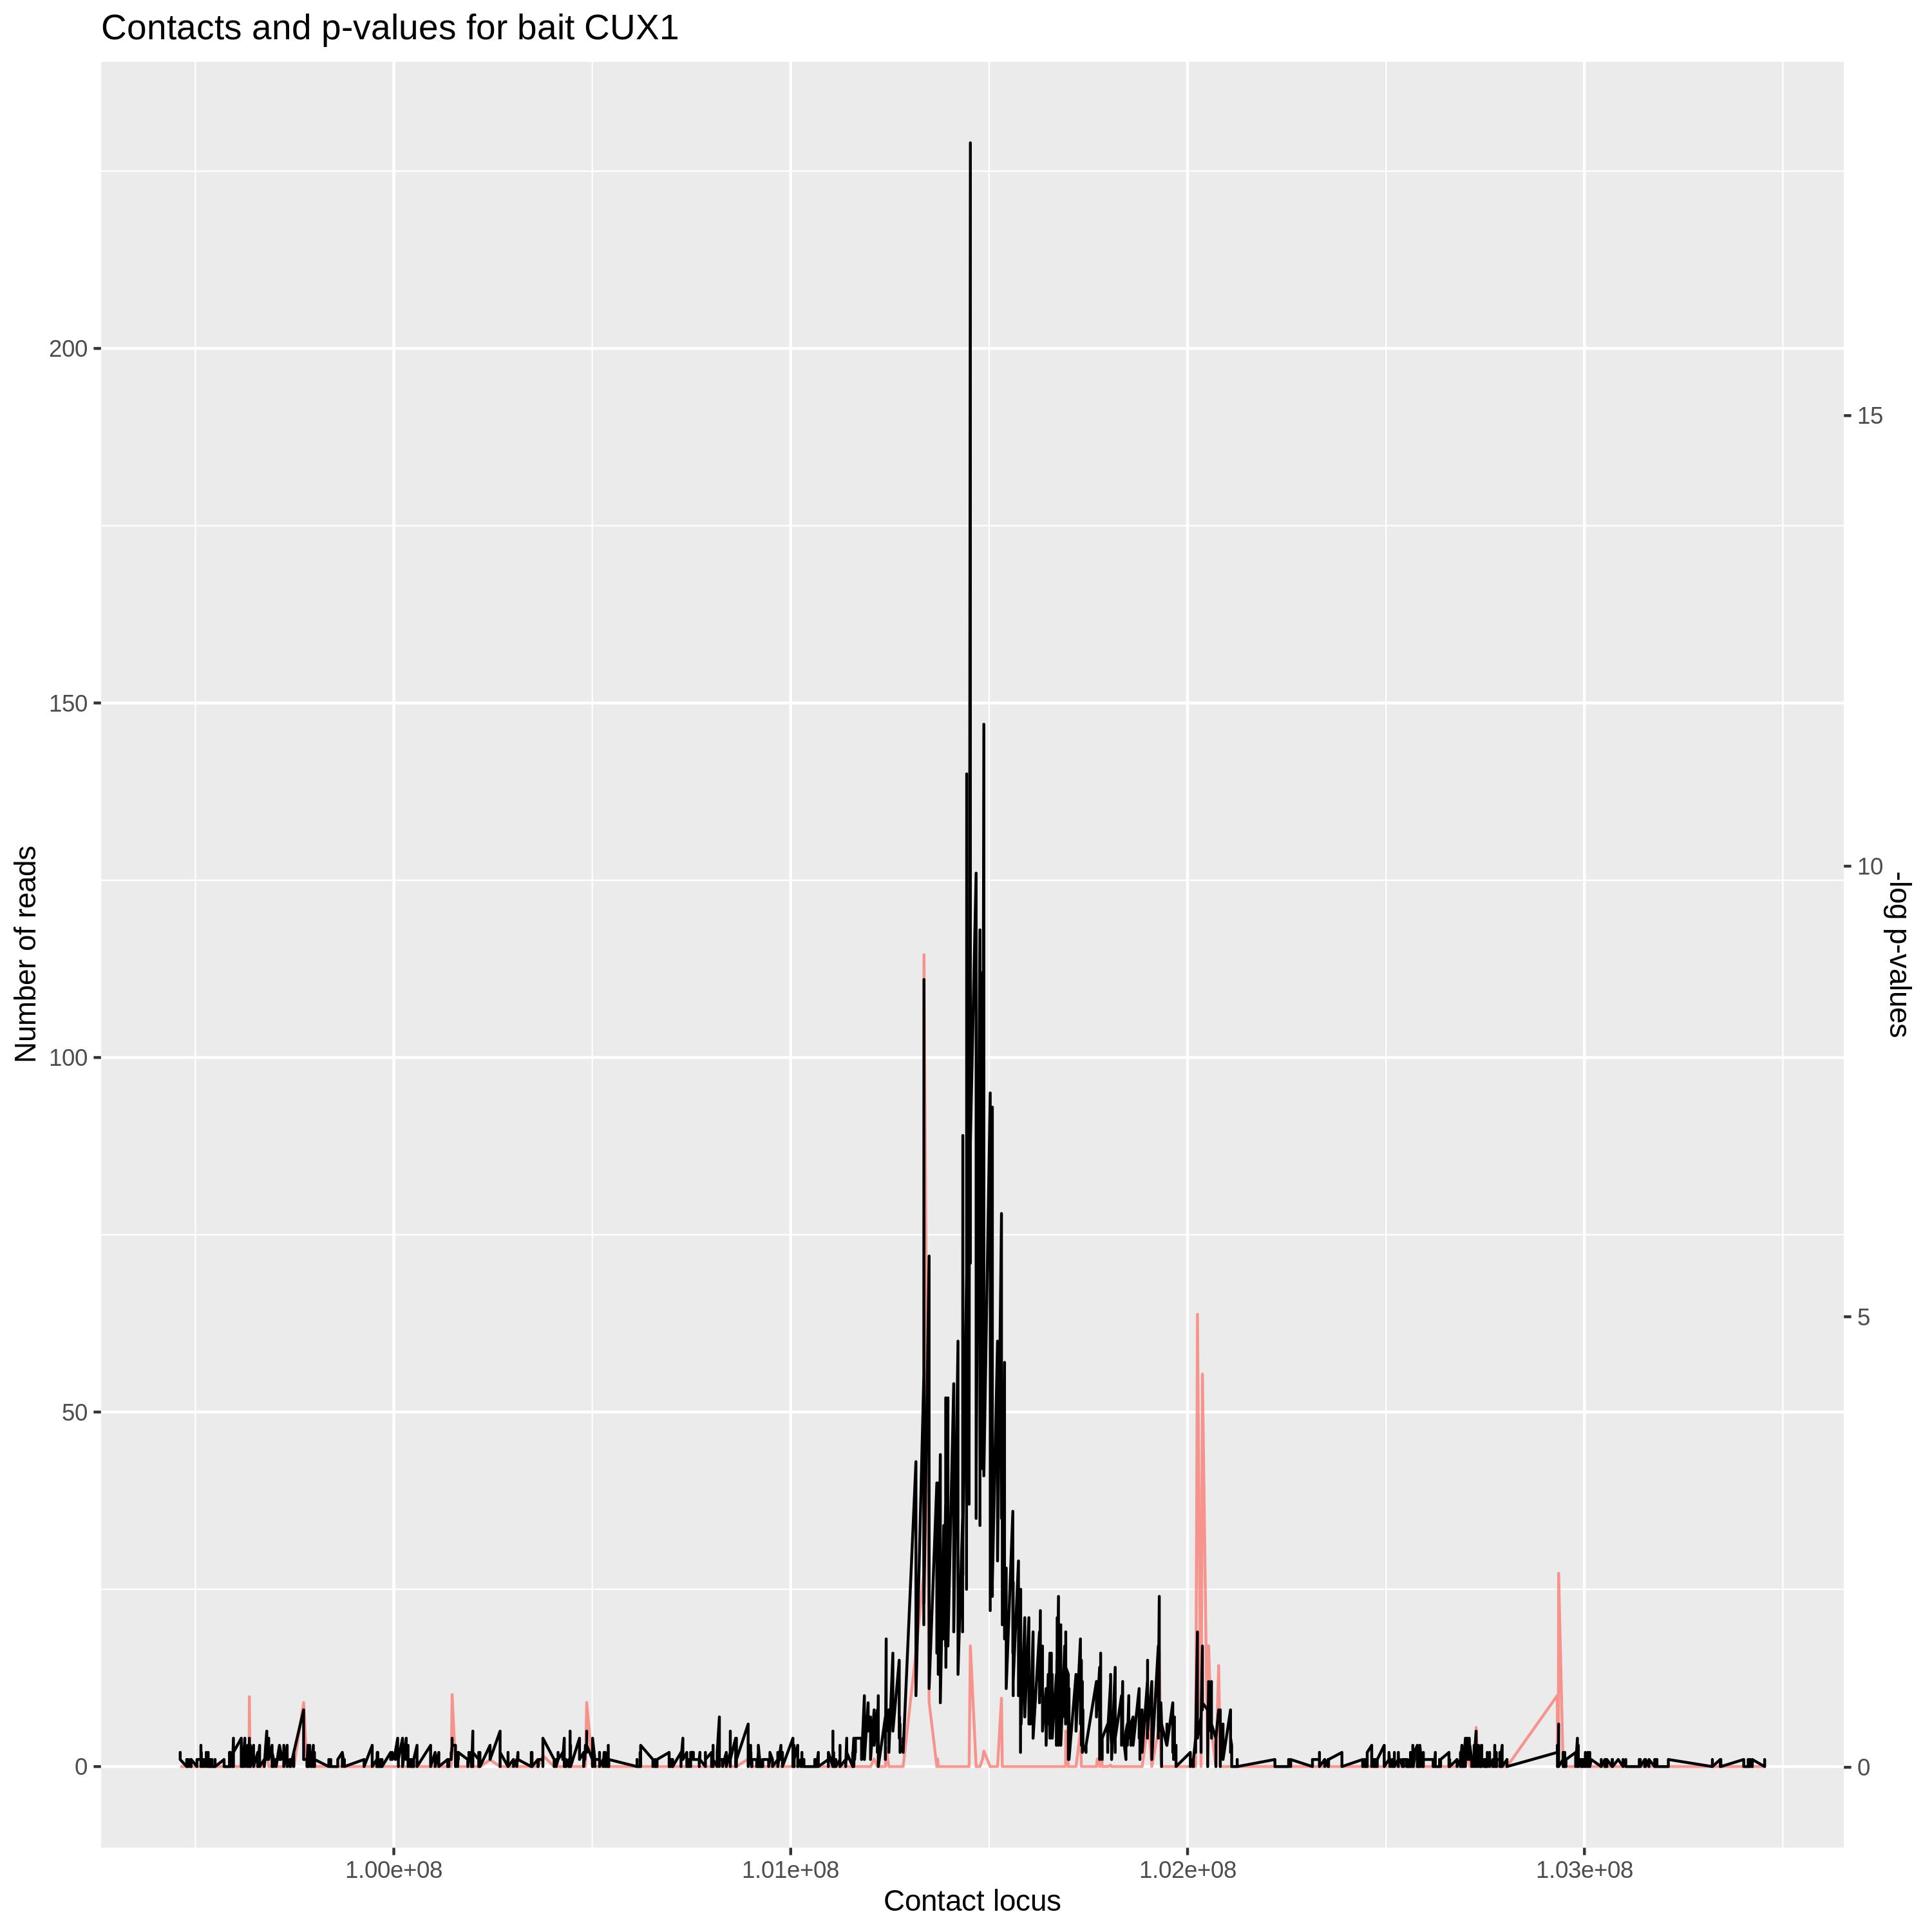 Contacts and p-values for bait CUX1
Number of reads
200
150
100
50
0
15
10
5
0
-log p-values
1.00e+08
1.01e+08
1.02e+08
1.03e+08
Contact locus